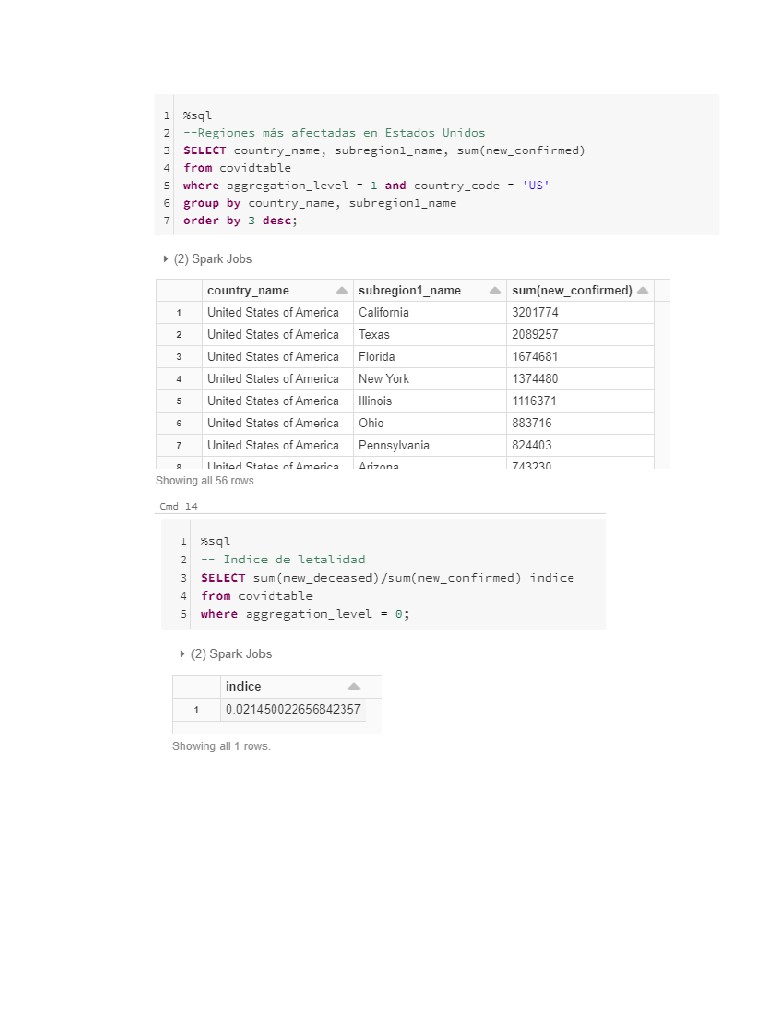 1 %sql
2 --Regiones más afectadas en Estados Unidos
3 SELECT country_name, subregion1_name, sum(new_confirmed)
4 from covidtable
5 where aggregation_level = 1 and country_code = 'US'
6 group by country_name, subregion1_name
7 order by 3 desc;
(2) Spark Jobs
country_name subregion1_name sum(new_confirmed)
1 United States of America California 3201774
2 United States of America Texas 2089257
3 United States of America Florida 1674681
4 United States of America New York 1374480
5 United States of America Illinois 1116371
6 United States of America Ohio 883716
7 United States of America Pennsylvania 824403
8 United States of America Arizona 743230
Showing all 56 rows
Cmd 14
1 %sql
2 -- Indice de letalidad
3 SELECT sum(new_deceased)/sum(new_confirmed) indice
4 from covidtable
5 where aggregation_level = 0;
(2) Spark Jobs
indice
1 0.021450022656842357
Showing all 1 rows.